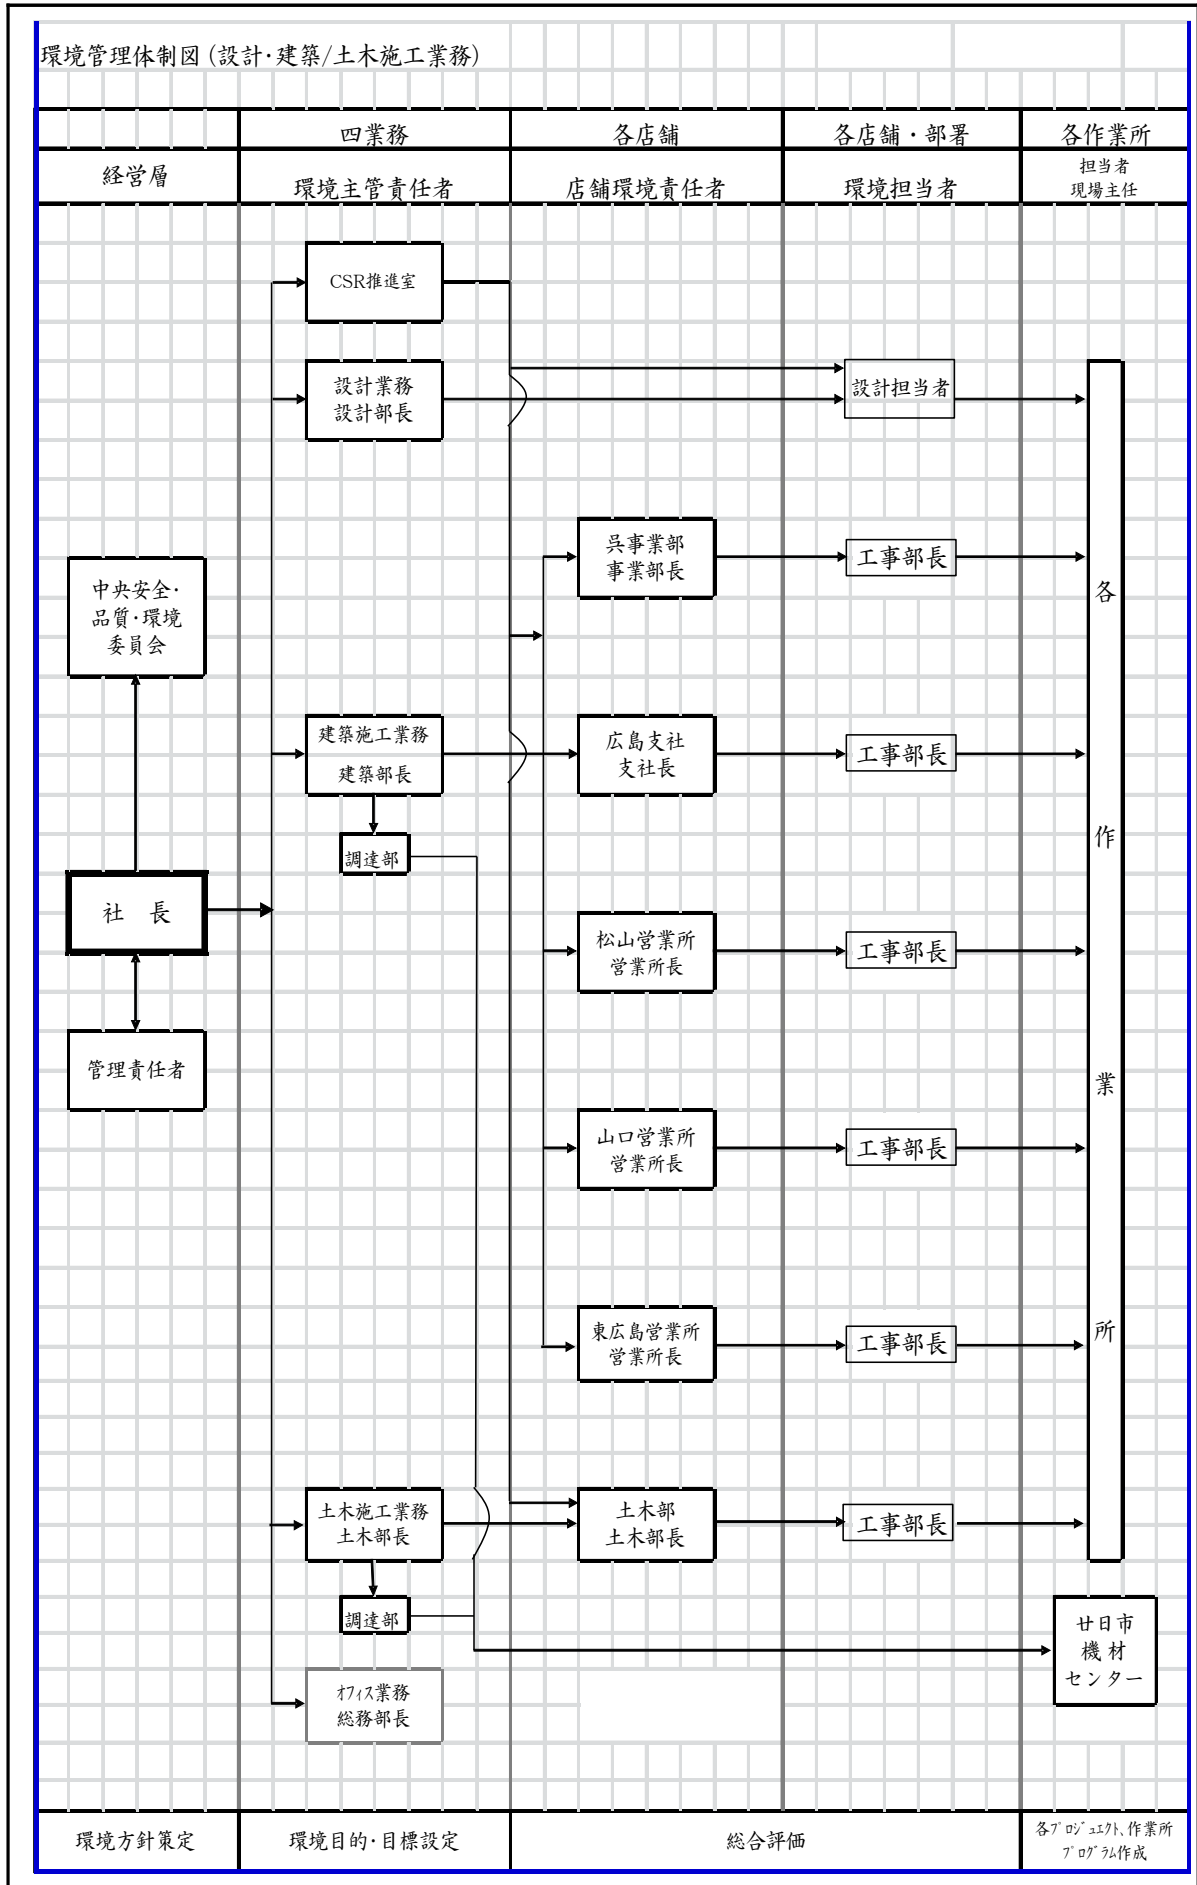 環境管理体制図(設計・建築/土木施工業務)
四業務
各店舗
各店舗・部署
各作業所
経営層
環境主管責任者
店舗環境責任者
環境担当者
担当者
現場主任
CSR推進室
設計業務
設計部長
設計担当者
呉事業部
事業部長
工事部長
中央安全・
品質・環境
委員会
建築施工業務
建築部長
広島支社
支社長
工事部長
調達部
社 長
松山営業所
営業所長
工事部長
管理責任者
山口営業所
営業所長
工事部長
東広島営業所
営業所長
工事部長
各
作
業
所
土木施工業務
土木部長
土木部
土木部長
工事部長
調達部
廿日市
機材
センター
ｵﾌｨｽ業務
総務部長
環境方針策定
環境目的・目標設定
総合評価
各ﾌﾟﾛｼﾞｭｴｸﾄ、作業所
ﾌﾟﾛｸﾞﾗﾑ作成